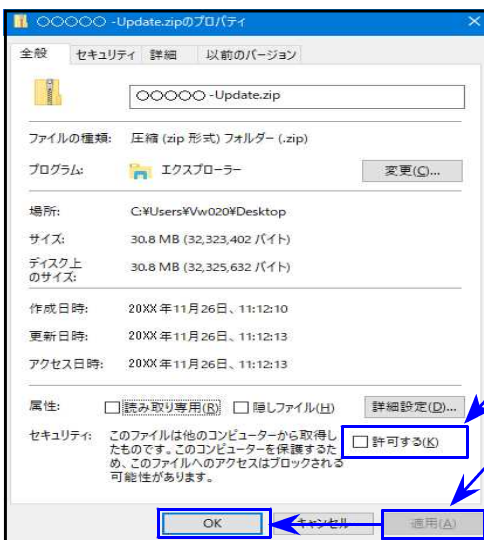 ○○○○○ -Update.zipのプロパティ
全般 セキュリティ 詳細 以前のバージョン
○○○○○ -Update.zip
ファイルの種類: 圧縮 (zip 形式) フォルダー (.zip)
プログラム: エクスプローラー 変更(C)...
場所: C:¥Users¥Vw020¥Desktop
サイズ: 30.8 MB (32,323,402 バイト)
ディスク上
のサイズ: 30.8 MB (32,325,632 バイト)
作成日時: 20XX 年11月26日、11:12:10
更新日時: 20XX 年11月26日、11:12:13
アクセス日時: 20XX 年11月26日、11:12:13
属性: 読み取り専用(R) 隠しファイル(H) 詳細設定(D)...
セキュリティ: このファイルは他のコンピューターから取得し
たものです。このコンピューターを保護するた
め、このファイルへのアクセスはブロックされる
可能性があります。
許可する(K)
OK キャンセル 適用(A)